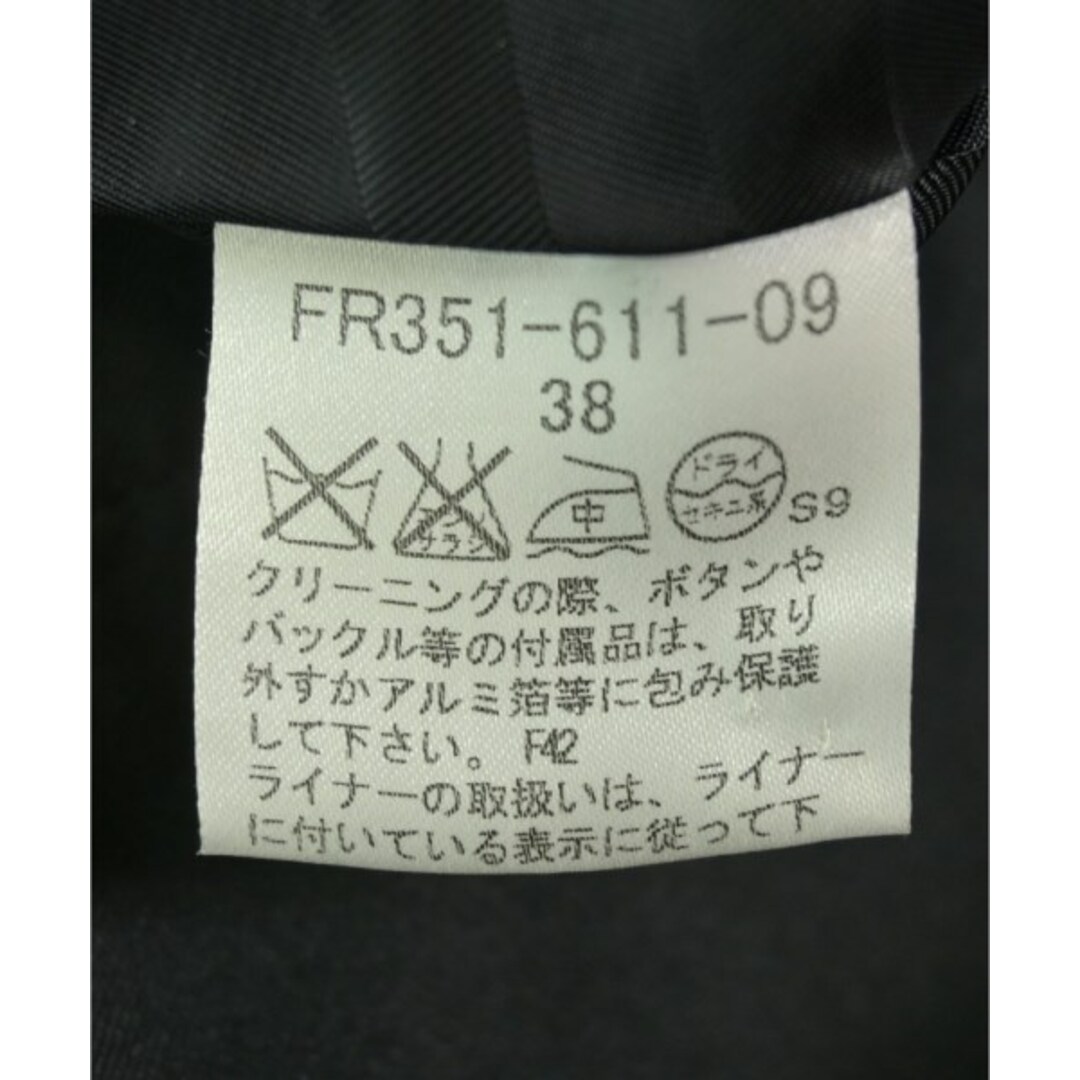 FR351-611-09
38
中 ドライ セキユ系 S9
エンソ サラシ
クリーニングの際、ボタンや
バックル等の付属品は、取り
外すかアルミ箔等に包み保護
して下さい。 F42
ライナーの取扱いは、ライナー
に付いている表示に従って下